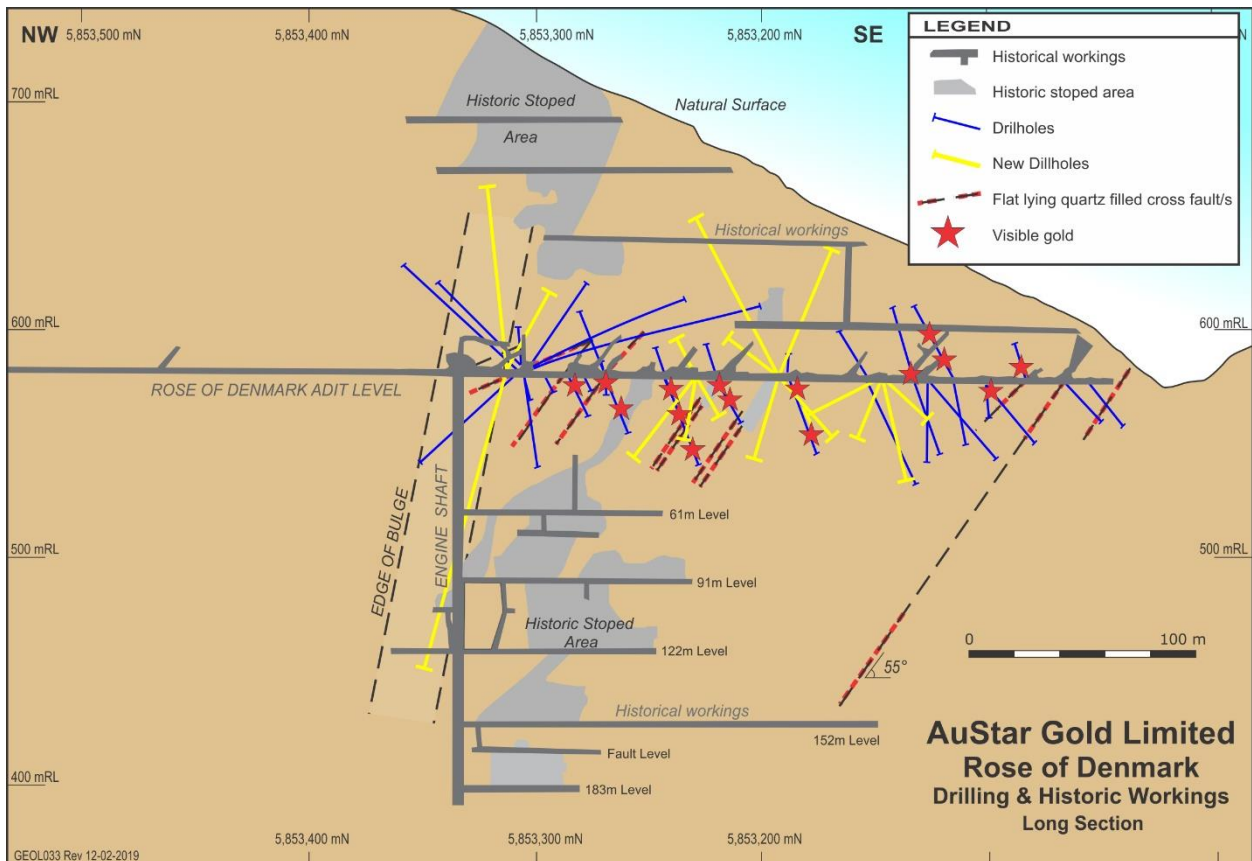 NW
5,853,500 mN
5,853,400 mN
5,853,300 mN
5,853,200 mN
SE
N
LEGEND
Historical workings
Historic stoped area
Drilholes
New Dillholes
Flat lying quartz filled cross fault/s
Visible gold
700 mRL
Historic Stoped
Area
Natural Surface
Historical workings
600 mRL
600 mRL
ROSE OF DENMARK ADIT LEVEL
EDGE OF BULGE
ENGINE SHAFT
61m Level
500 mRL
500 mRL
91m Level
Historic Stoped
Area
122m Level
0
100 m
55°
Historical workings
152m Level
Fault Level
183m Level
400 mRL
AuStar Gold Limited
Rose of Denmark
Drilling & Historic Workings
Long Section
5,853,400 mN
5,853,300 mN
5,853,200 mN
GEOL033 Rev 12-02-2019